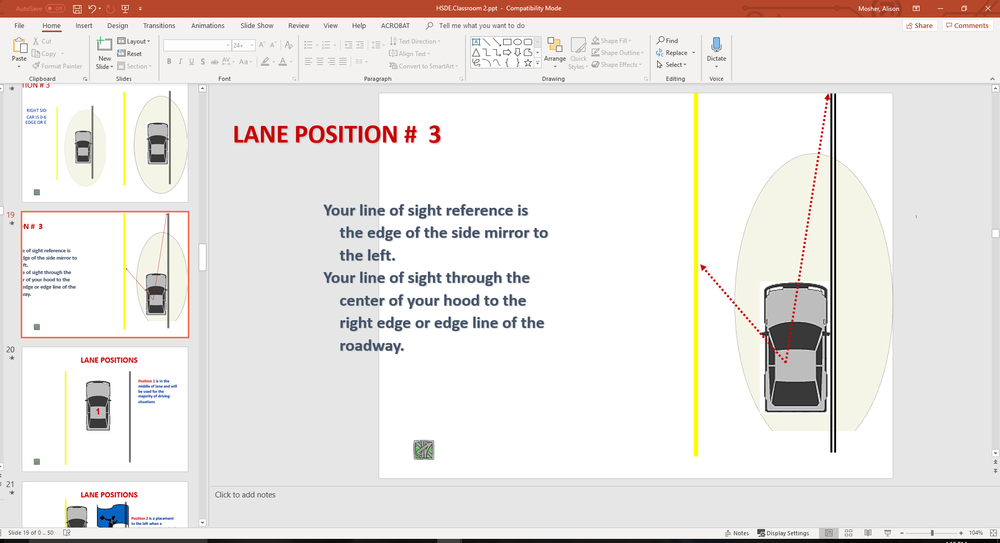 AutoSave Off
HSDE.Classroom 2.ppt - Compatibility Mode
Mosher, Alison
File Home Insert Design Transitions Animations Slide Show Review View Help ACROBAT Tell me what you want to do
Share Comments
Paste
Cut
Copy
Format Painter
Clipboard
New
Slide
Layout
Reset
Section
Slides
24+
B I U S ab AV Aa A
Font
Text Direction
Align Text
Convert to SmartArt
Paragraph
Arrange
Quick
Styles
Shape Fill
Shape Outline
Shape Effects
Drawing
Find
Replace
Select
Editing
Dictate
Voice
TION # 3
RIGHT SID
CAR IS 0-6
EDGE OR E
19
ON # 3
e of sight reference is
dge of the side mirror to
ft.
e of sight through the
r of your hood to the
edge or edge line of the
way.
20
LANE POSITIONS
1
Position 1 is in the
middle of lane and will
be used for the
majority of driving
situations
21
LANE POSITIONS
Position 2 is a placement
to the left when a
LANE POSITION # 3
Your line of sight reference is
the edge of the side mirror to
the left.
Your line of sight through the
center of your hood to the
right edge or edge line of the
roadway.
Click to add notes
Slide 19 of 0 .. 50
Notes Display Settings
104%